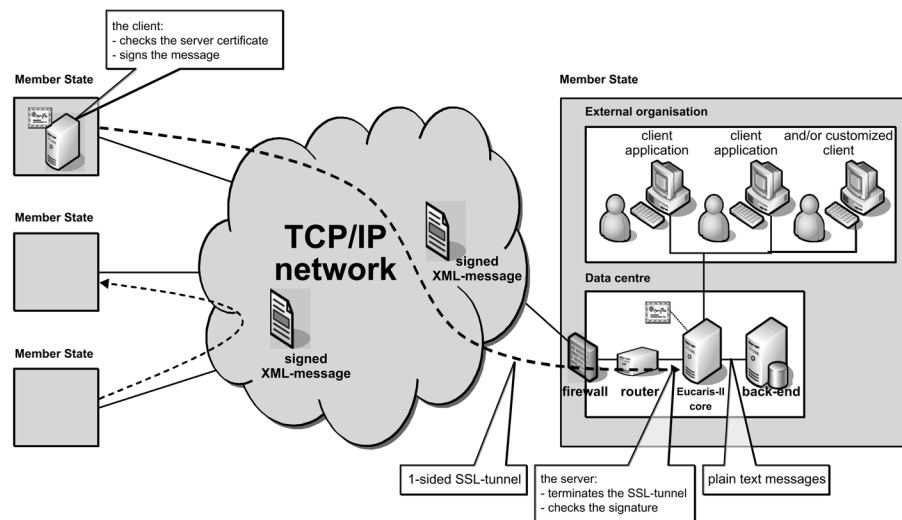 the client:
- checks the server certificate
- signs the message
Member State
Member State
External organisation
client
application
client
application
and/or customized
client
TCP/IP
network
signed
XML-message
Member State
signed
XML-message
Data centre
Member State
firewall
router
Eucaris-II
core
back-end
1-sided SSL-tunnel
the server:
- terminates the SSL-tunnel
- checks the signature
plain text messages